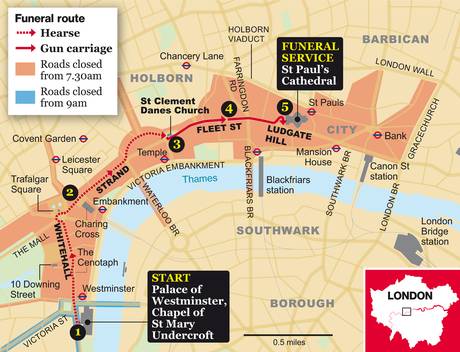 Funeral route
Hearse
Gun carriage
Roads closed
from 7.30am
Roads closed
from 9am
HOLBORN
VIADUCT
BARBICAN
Chancery Lane
FARRINGDON
RD
FUNERAL
SERVICE
St Paul's
Cathedral
LONDON WALL
HOLBORN
St Clement
Danes Church
4
5
St Pauls
GRACECHURCH
Covent Garden
3
FLEET ST
LUDGATE
HILL
CITY
Bank
Temple
Mansion
House
Leicester
Square
STRAND
VICTORIA EMBANKMENT
Cannon St
station
Trafalgar
Square
2
Thames
BLACKFRIARS BR
Blackfriars
station
SOUTHWARK BR
LONDON BR
Embankment
WATERLOO BR
Charing
Cross
SOUTHWARK
London
Bridge
station
THE MALL
WHITEHALL
The
Cenotaph
10 Downing
Street
Westminster
START
Palace of
Westminster,
Chapel of
St Mary
Undercroft
BOROUGH
LONDON
VICTORIA ST
1
0.5 miles